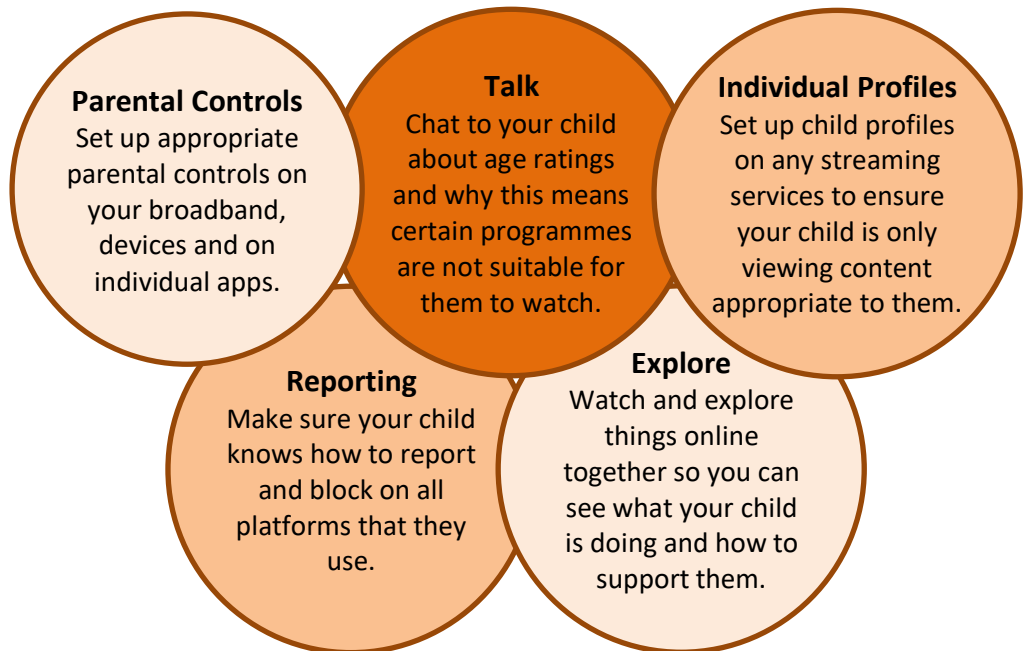 Parental Controls
Set up appropriate
parental controls on
your broadband,
devices and on
individual apps.
Talk
Chat to your child
about age ratings
and why this means
certain programmes
are not suitable for
them to watch.
Individual Profiles
Set up child profiles
on any streaming
services to ensure
your child is only
viewing content
appropriate to them.
Reporting
Make sure your child
knows how to report
and block on all
platforms that they
use.
Explore
Watch and explore
things online
together so you can
see what your child
is doing and how to
support them.